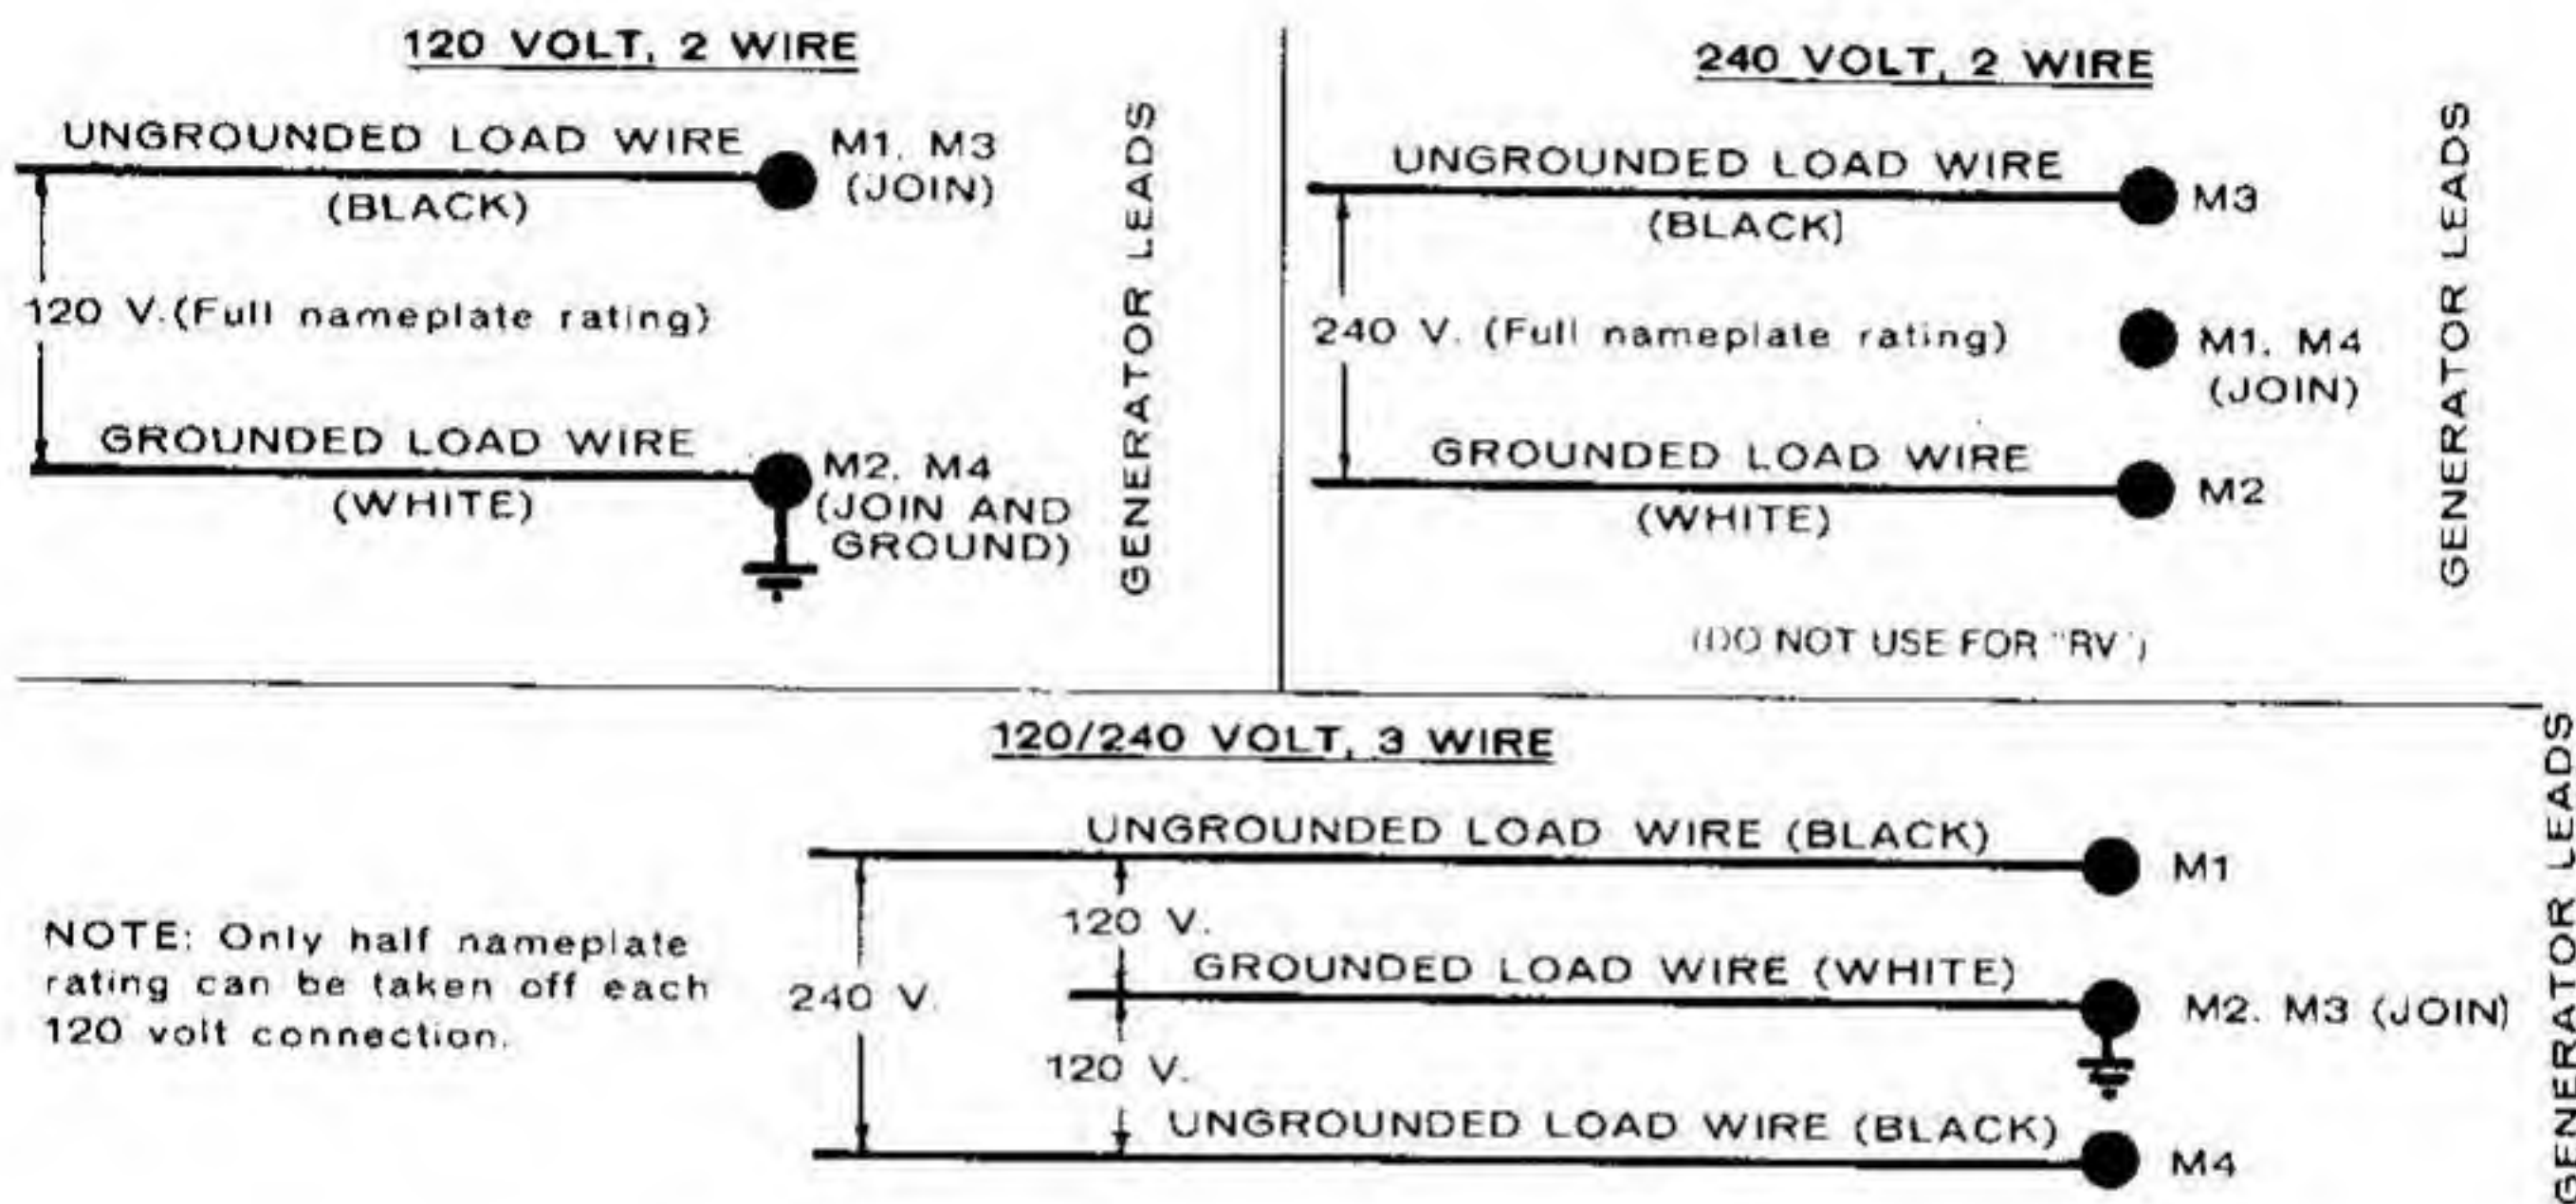 120 VOLT, 2 WIRE
UNGROUNDED LOAD WIRE
(BLACK)
M1. M3
(JOIN)
120 V.(Full nameplate rating)
GROUNDED LOAD WIRE
(WHITE)
M2. M4
(JOIN AND
GROUND)
GENERATOR LEADS
240 VOLT, 2 WIRE
UNGROUNDED LOAD WIRE
(BLACK)
M3
240 V. (Full nameplate rating)
M1. M4
(JOIN)
GROUNDED LOAD WIRE
(WHITE)
M2
(DO NOT USE FOR "RV")
GENERATOR LEADS
120/240 VOLT, 3 WIRE
NOTE: Only half nameplate
rating can be taken off each
120 volt connection.
240 V.
UNGROUNDED LOAD WIRE (BLACK)
M1
120 V.
GROUNDED LOAD WIRE (WHITE)
M2. M3 (JOIN)
120 V.
UNGROUNDED LOAD WIRE (BLACK)
M4
GENERATOR LEADS